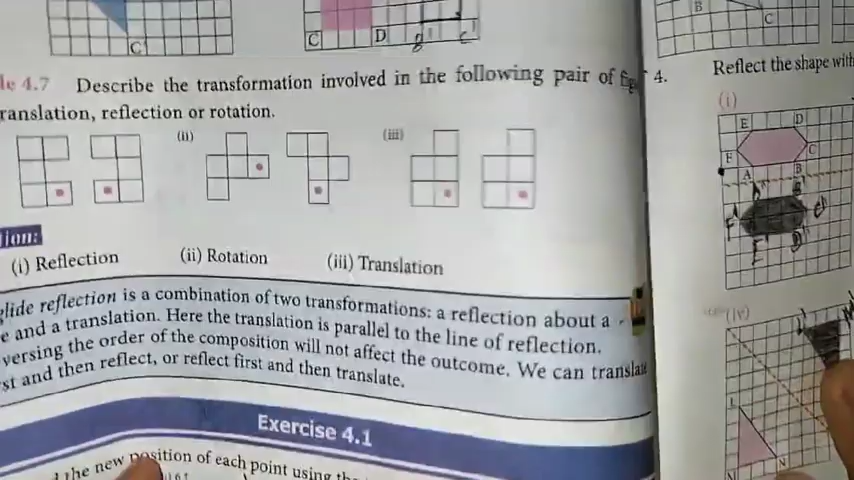 C'
C
D
B'
C'
le 4.7 Describe the transformation involved in the following pair of fig
ranslation, reflection or rotation.
(ii)
(iii)
tion:
(i) Reflection
(ii) Rotation
(iii) Translation
glide reflection is a combination of two transformations: a reflection about a
e and a translation. Here the translation is parallel to the line of reflection.
versing the order of the composition will not affect the outcome. We can translat
st and then reflect, or reflect first and then translate.
Exercise 4.1
the new position of each point using the
B
C
4. Reflect the shape with
(i)
E
D
F
C
A
B
F'
E'
D'
(iv)
L
M
N